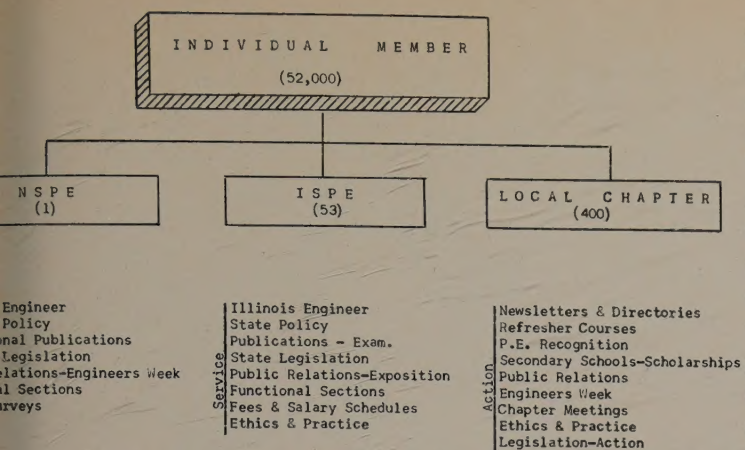 INDIVIDUAL MEMBER
(52,000)
NSPE
(1)
ISPE
(53)
LOCAL CHAPTER
(400)
Engineer
Policy
nal Publications
Legislation
elations-Engineers Week
al Sections
urveys
Service
Illinois Engineer
State Policy
Publications - Exam.
State Legislation
Public Relations-Exposition
Functional Sections
Fees & Salary Schedules
Ethics & Practice
Action
Newsletters & Directories
Refresher Courses
P.E. Recognition
Secondary Schools-Scholarships
Public Relations
Engineers Week
Chapter Meetings
Ethics & Practice
Legislation-Action